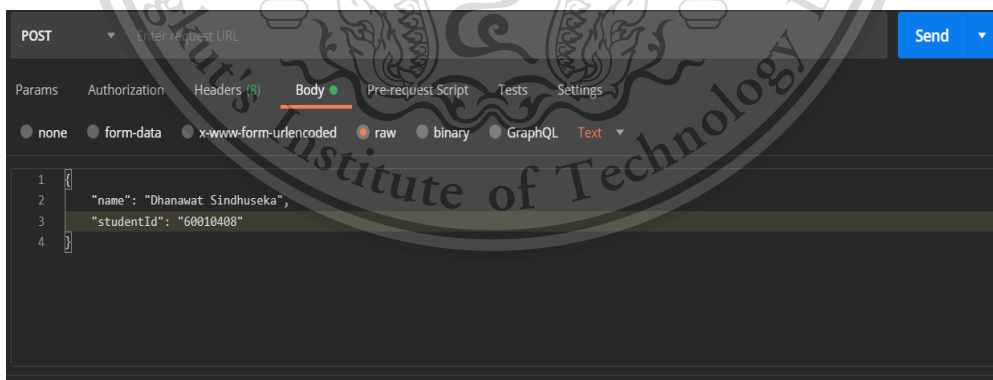 POST Enter request URL Send
Params Authorization Headers (8) Body Pre-request Script Tests Settings
none form-data x-www-form-urlencoded raw binary GraphQL Text
1 {
2 "name": "Dhanawat Sindhuseka",
3 "studentId": "60010408"
4 }
Institute of Technology